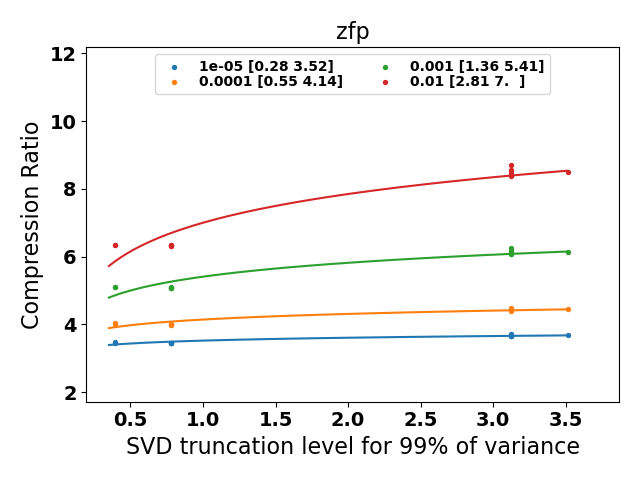 zfp
1e-05 [0.28 3.52]
0.0001 [0.55 4.14]
0.001 [1.36 5.41]
0.01 [2.81 7.  ]
Compression Ratio
12
10
8
6
4
2
0.5 1.0 1.5 2.0 2.5 3.0 3.5
SVD truncation level for 99% of variance